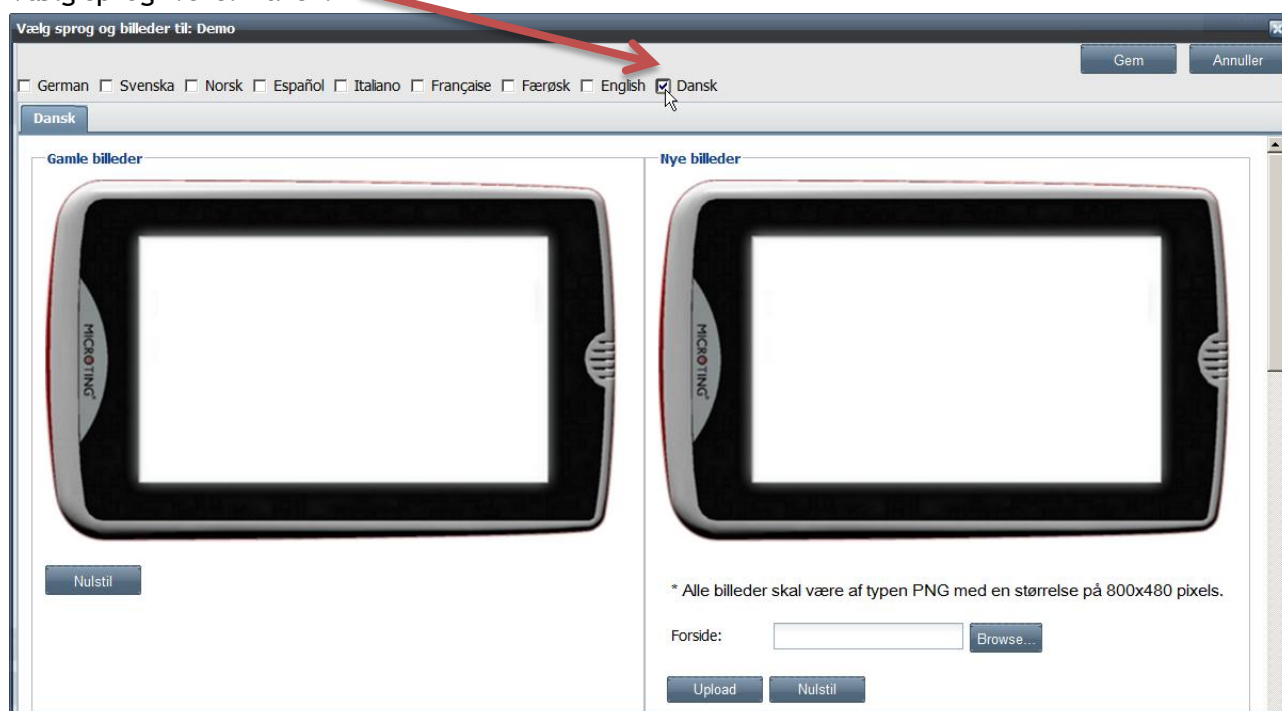 Vælg sprog og billeder til: Demo
Gem Annuller
German Svenska Norsk Español Italiano Française Færøsk English Dansk
Dansk
Gamle billeder
Nye billeder
MICROTING
MICROTING
Nulstil
* Alle billeder skal være af typen PNG med en størrelse på 800x480 pixels.
Forside: Browse...
Upload Nulstil